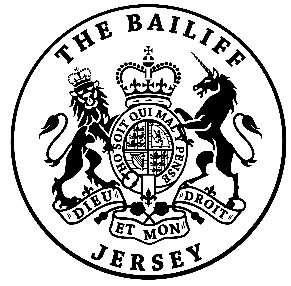 THE BAILIFF
HONI SOIT QUI MAL Y PENSE
DIEU ET MON DROIT
JERSEY